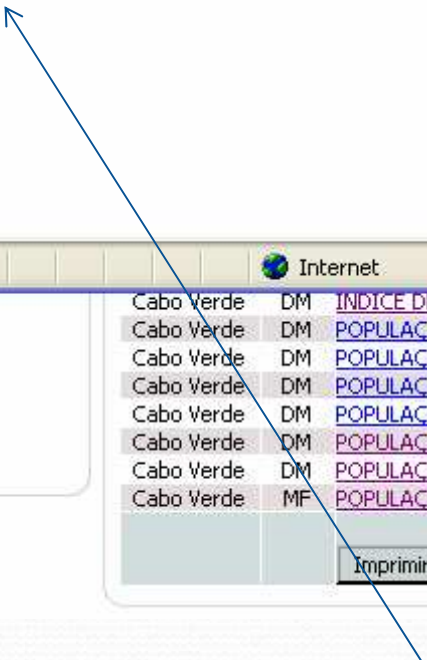 Internet
Cabo Verde DM INDICE D
Cabo Verde DM POPULAÇ
Cabo Verde DM POPULAÇ
Cabo Verde DM POPULAÇ
Cabo Verde DM POPULAÇ
Cabo Verde DM POPULAÇ
Cabo Verde DM POPULAÇ
Cabo Verde MF POPULAÇ
Imprimir